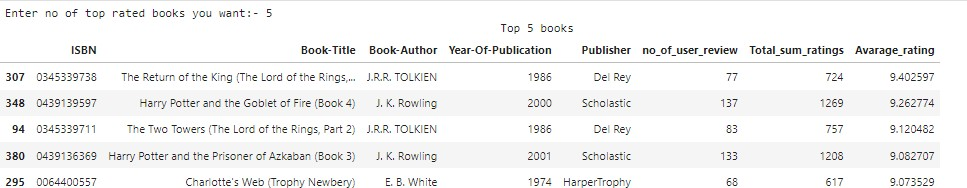 Enter no of top rated books you want:- 5
Top 5 books
ISBN Book-Title Book-Author Year-Of-Publication Publisher no_of_user_review Total_sum_ratings Avarage_rating
307 0345339738 The Return of the King (The Lord of the Rings,... J.R.R. TOLKIEN 1986 Del Rey 77 724 9.402597
348 0439139597 Harry Potter and the Goblet of Fire (Book 4) J. K. Rowling 2000 Scholastic 137 1269 9.262774
94 0345339711 The Two Towers (The Lord of the Rings, Part 2) J.R.R. TOLKIEN 1986 Del Rey 83 757 9.120482
380 0439136369 Harry Potter and the Prisoner of Azkaban (Book 3) J. K. Rowling 2001 Scholastic 133 1208 9.082707
295 0064400557 Charlotte's Web (Trophy Newbery) E. B. White 1974 HarperTrophy 68 617 9.073529